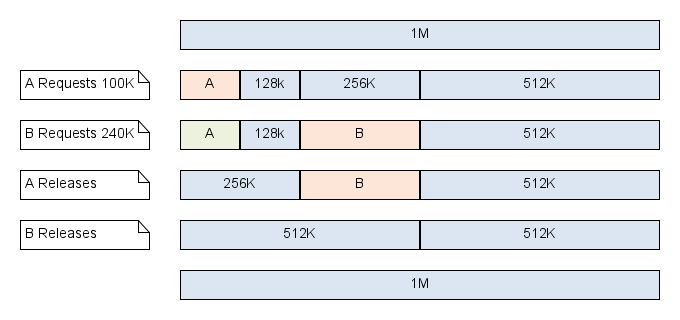 1M
A Requests 100K
A
128k
256K
512K
B Requests 240K
A
128k
B
512K
A Releases
256K
B
512K
B Releases
512K
512K
1M